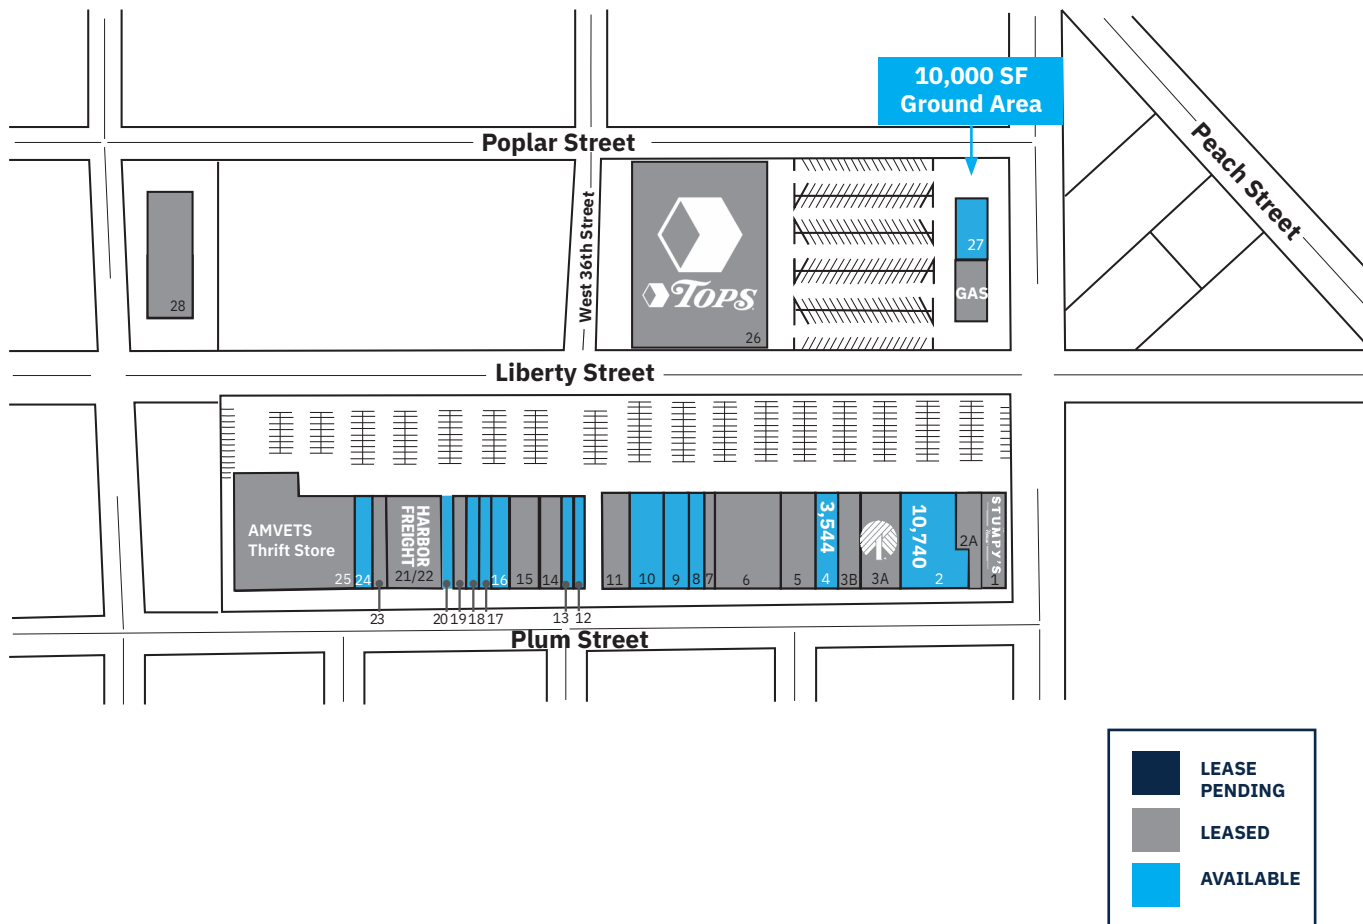 10,000 SF
Ground Area
Poplar Street
Peach Street
West 36th Street
28
TOPS
26
27
GAS
Liberty Street
AMVETS
Thrift Store
25
24
23
HARBOR
FREIGHT
21/22
20
19
18
17
16
15
14
13
12
11
10
9
8
7
6
5
3,544
4
3B
3A
10,740
2
2A
STUMPY'S
1
Plum Street
LEASE
PENDING
LEASED
AVAILABLE